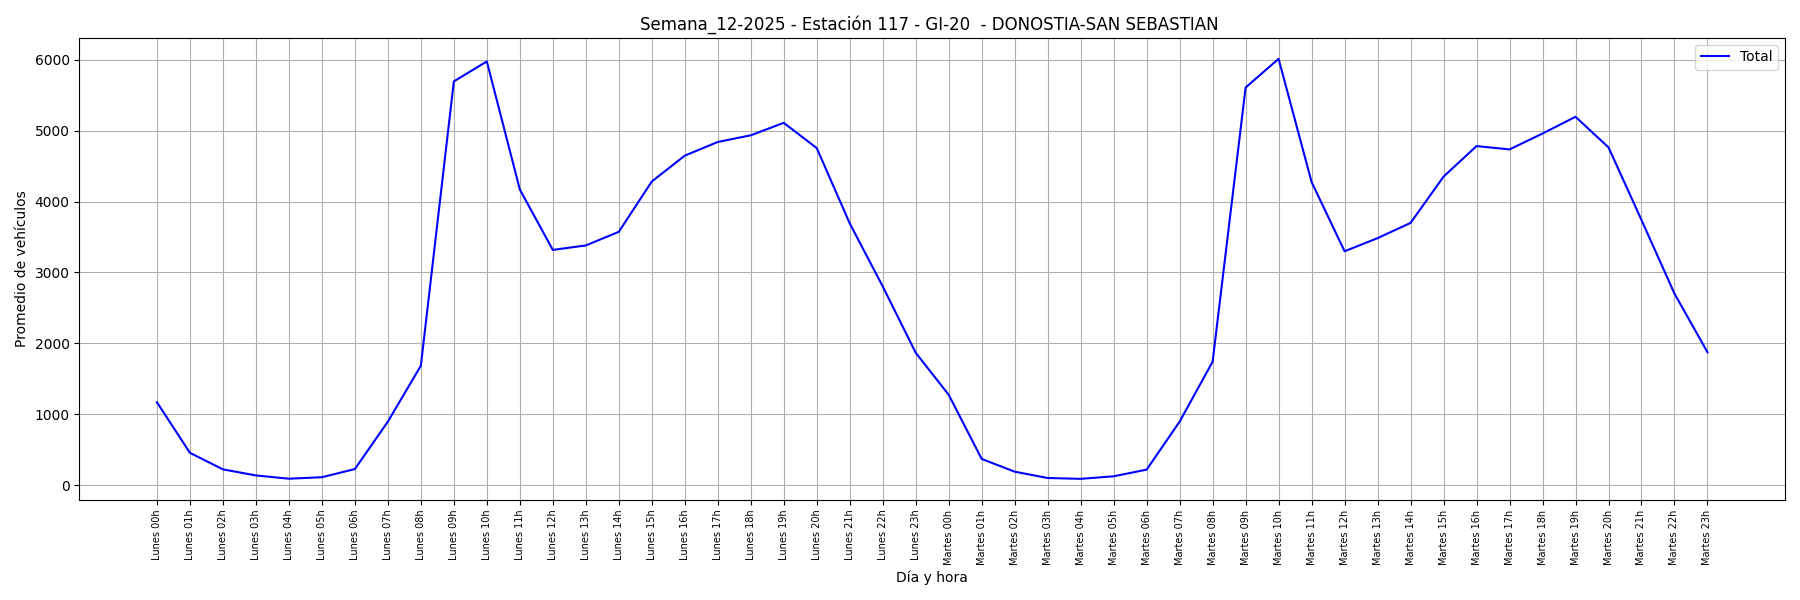 Semana_12-2025 - Estación 117 - GI-20  - DONOSTIA-SAN SEBASTIAN
Total
Promedio de vehículos
6000
5000
4000
3000
2000
1000
0
Lunes 00h
Lunes 01h
Lunes 02h
Lunes 03h
Lunes 04h
Lunes 05h
Lunes 06h
Lunes 07h
Lunes 08h
Lunes 09h
Lunes 10h
Lunes 11h
Lunes 12h
Lunes 13h
Lunes 14h
Lunes 15h
Lunes 16h
Lunes 17h
Lunes 18h
Lunes 19h
Lunes 20h
Lunes 21h
Lunes 22h
Lunes 23h
Martes 00h
Martes 01h
Martes 02h
Martes 03h
Martes 04h
Martes 05h
Martes 06h
Martes 07h
Martes 08h
Martes 09h
Martes 10h
Martes 11h
Martes 12h
Martes 13h
Martes 14h
Martes 15h
Martes 16h
Martes 17h
Martes 18h
Martes 19h
Martes 20h
Martes 21h
Martes 22h
Martes 23h
Día y hora